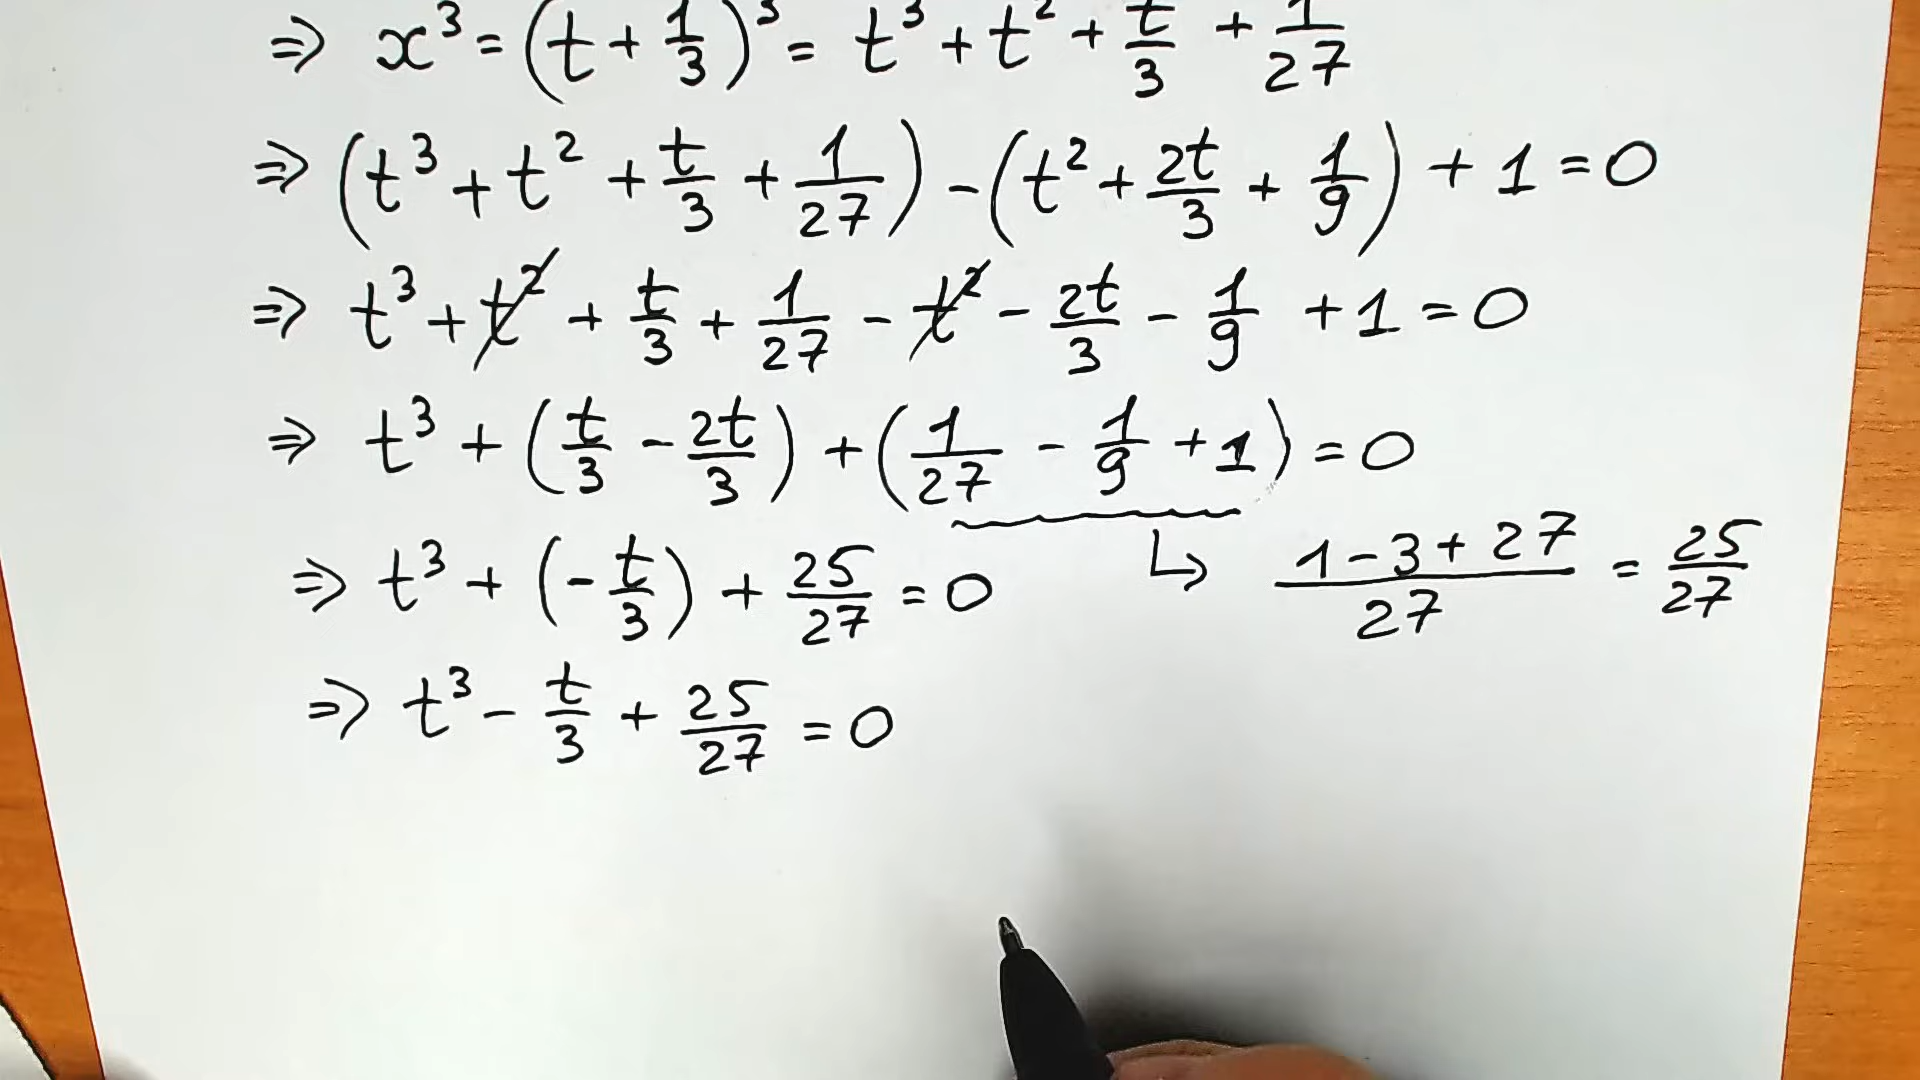 ⇒ x³ = (t + 1/3)³ = t³ + t² + t/3 + 1/27
⇒ (t³ + t² + t/3 + 1/27) - (t² + 2t/3 + 1/9) + 1 = 0
⇒ t³ + t² + t/3 + 1/27 - t² - 2t/3 - 1/9 + 1 = 0
⇒ t³ + (t/3 - 2t/3) + (1/27 - 1/9 + 1) = 0
⇒ t³ + (-t/3) + 25/27 = 0
↳ (1 - 3 + 27)/27 = 25/27
⇒ t³ - t/3 + 25/27 = 0